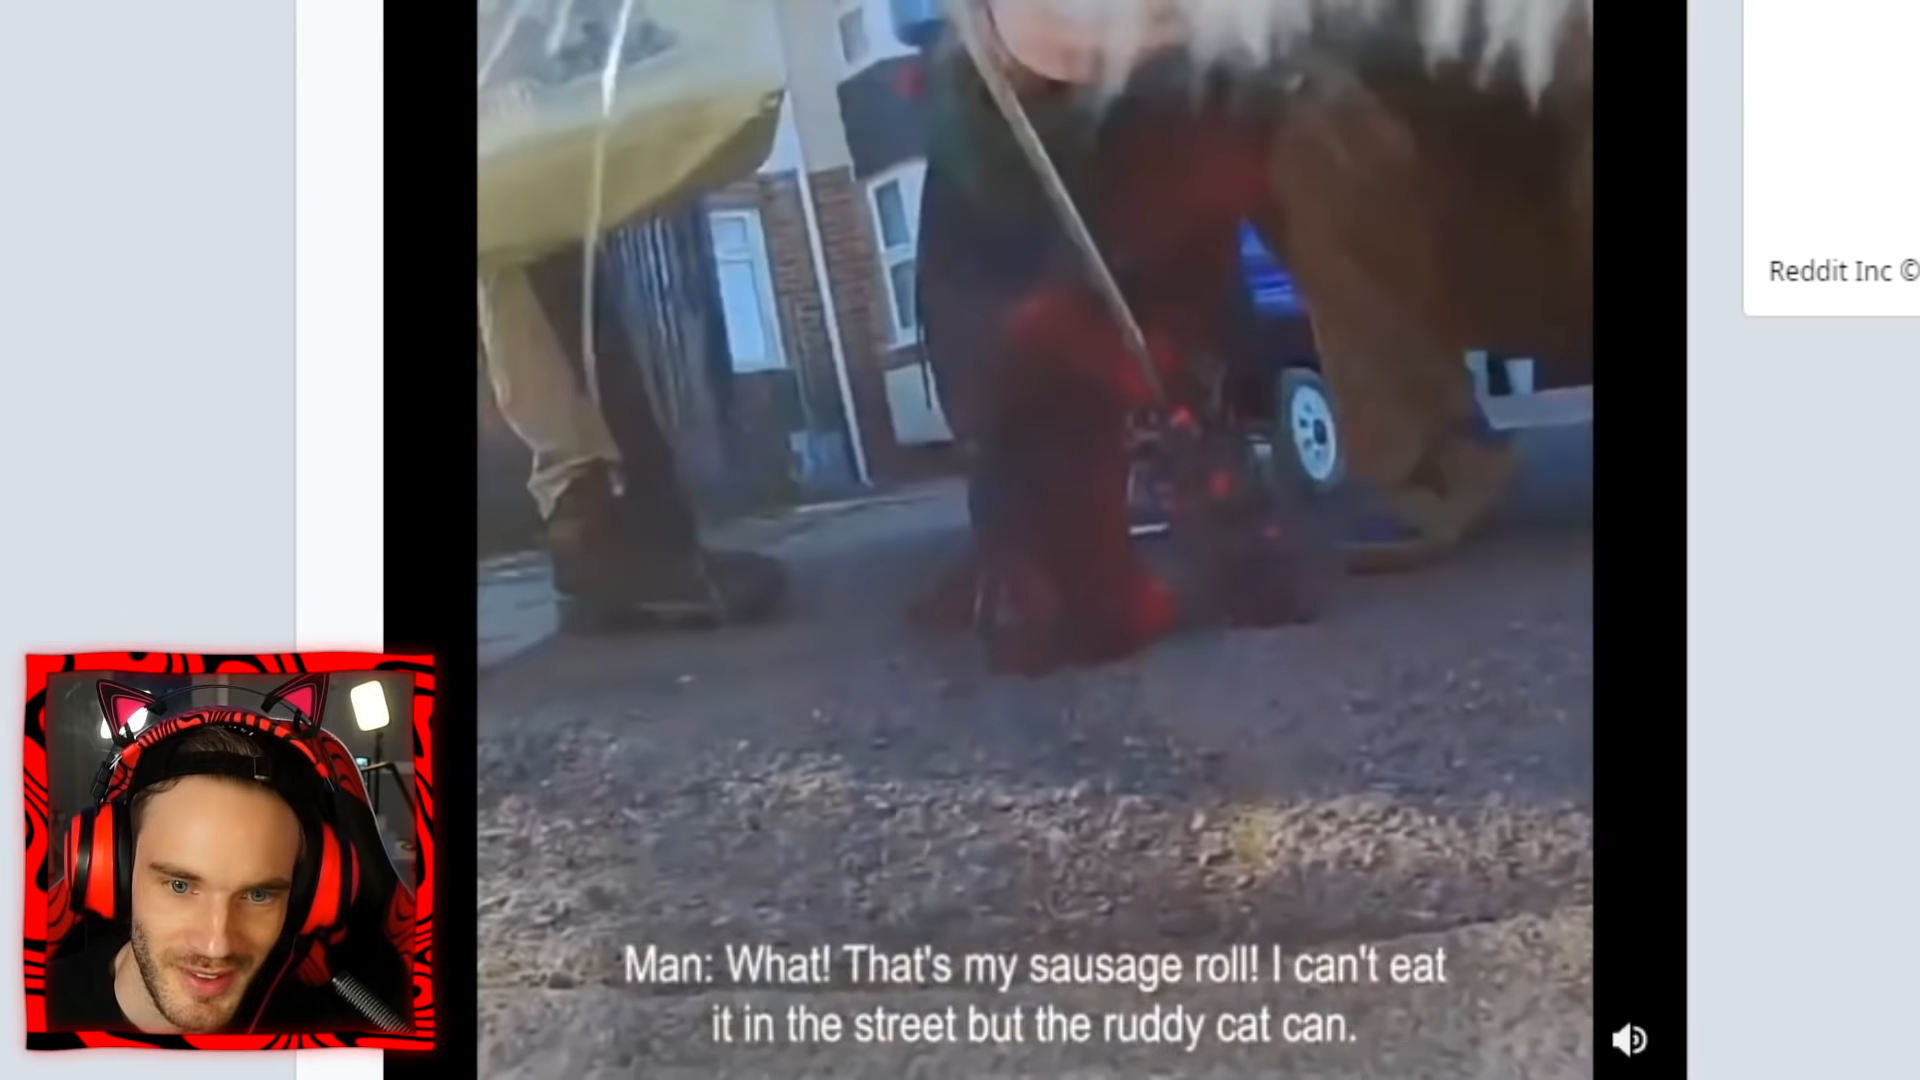 Reddit Inc ©
Man: What! That's my sausage roll! I can't eat
it in the street but the ruddy cat can.